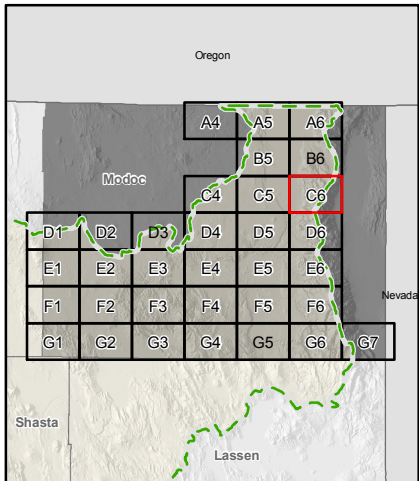 Oregon
A4 A5 A6
B5 B6
Modoc
C4 C5 C6
D1 D2 D3 D4 D5 D6
E1 E2 E3 E4 E5 E6
Nevada
F1 F2 F3 F4 F5 F6
G1 G2 G3 G4 G5 G6 G7
Shasta
Lassen